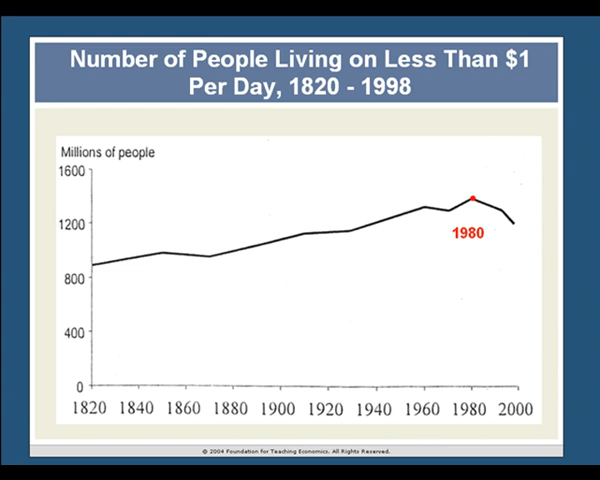 Number of People Living on Less Than $1
Per Day, 1820 - 1998
Millions of people
1600
1200
800
400
0
1980
1820 1840 1860 1880 1900 1920 1940 1960 1980 2000
© 2004 Foundation for Teaching Economics. All Rights Reserved.